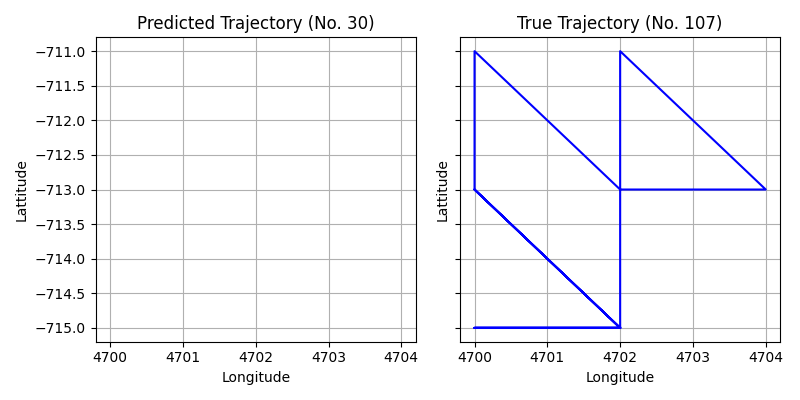 Predicted Trajectory (No. 30)
−711.0
−711.5
−712.0
−712.5
−713.0
−713.5
−714.0
−714.5
−715.0
Lattitude
4700 4701 4702 4703 4704
Longitude
True Trajectory (No. 107)
Lattitude
4700 4701 4702 4703 4704
Longitude